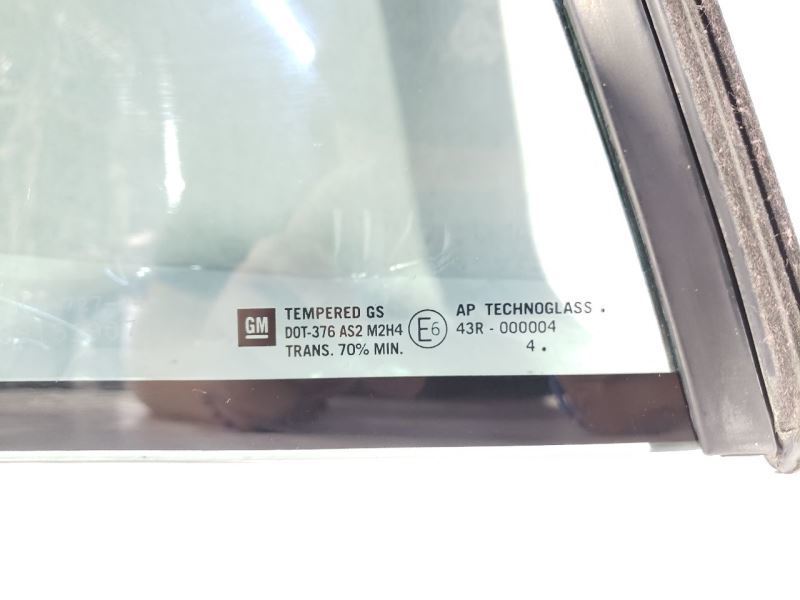 GM
TEMPERED GS
DOT-376 AS2 M2H4
TRANS. 70% MIN.
E6
AP TECHNOGLASS .
43R - 000004
4 .